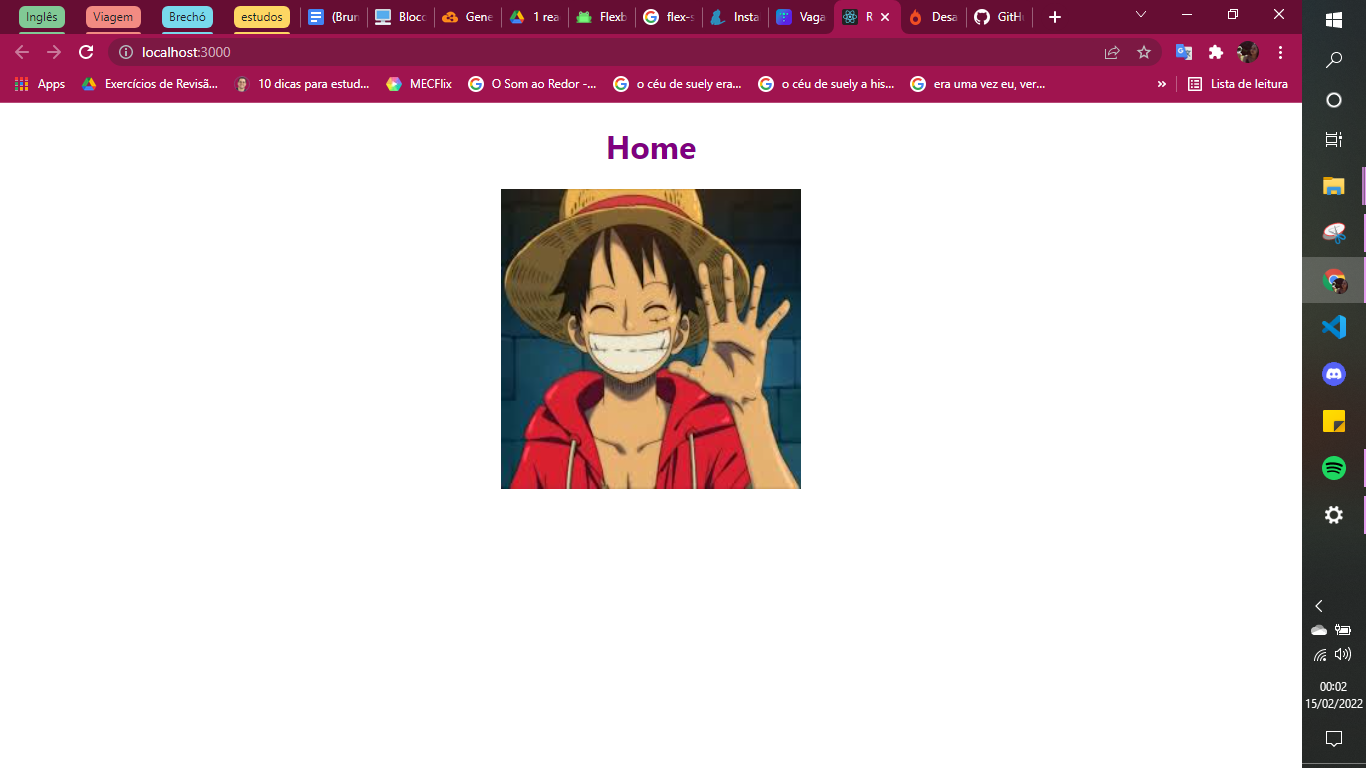 Inglês Viagem Brechó estudos (Brun Blocc Gene 1 rea Flexb flex-s Insta Vaga R Desa GitH
localhost:3000
Apps Exercícios de Revisã... 10 dicas para estud... MECFlix O Som ao Redor -... o céu de suely era... o céu de suely a his... era uma vez eu, ver... » Lista de leitura
Home
00:02
15/02/2022